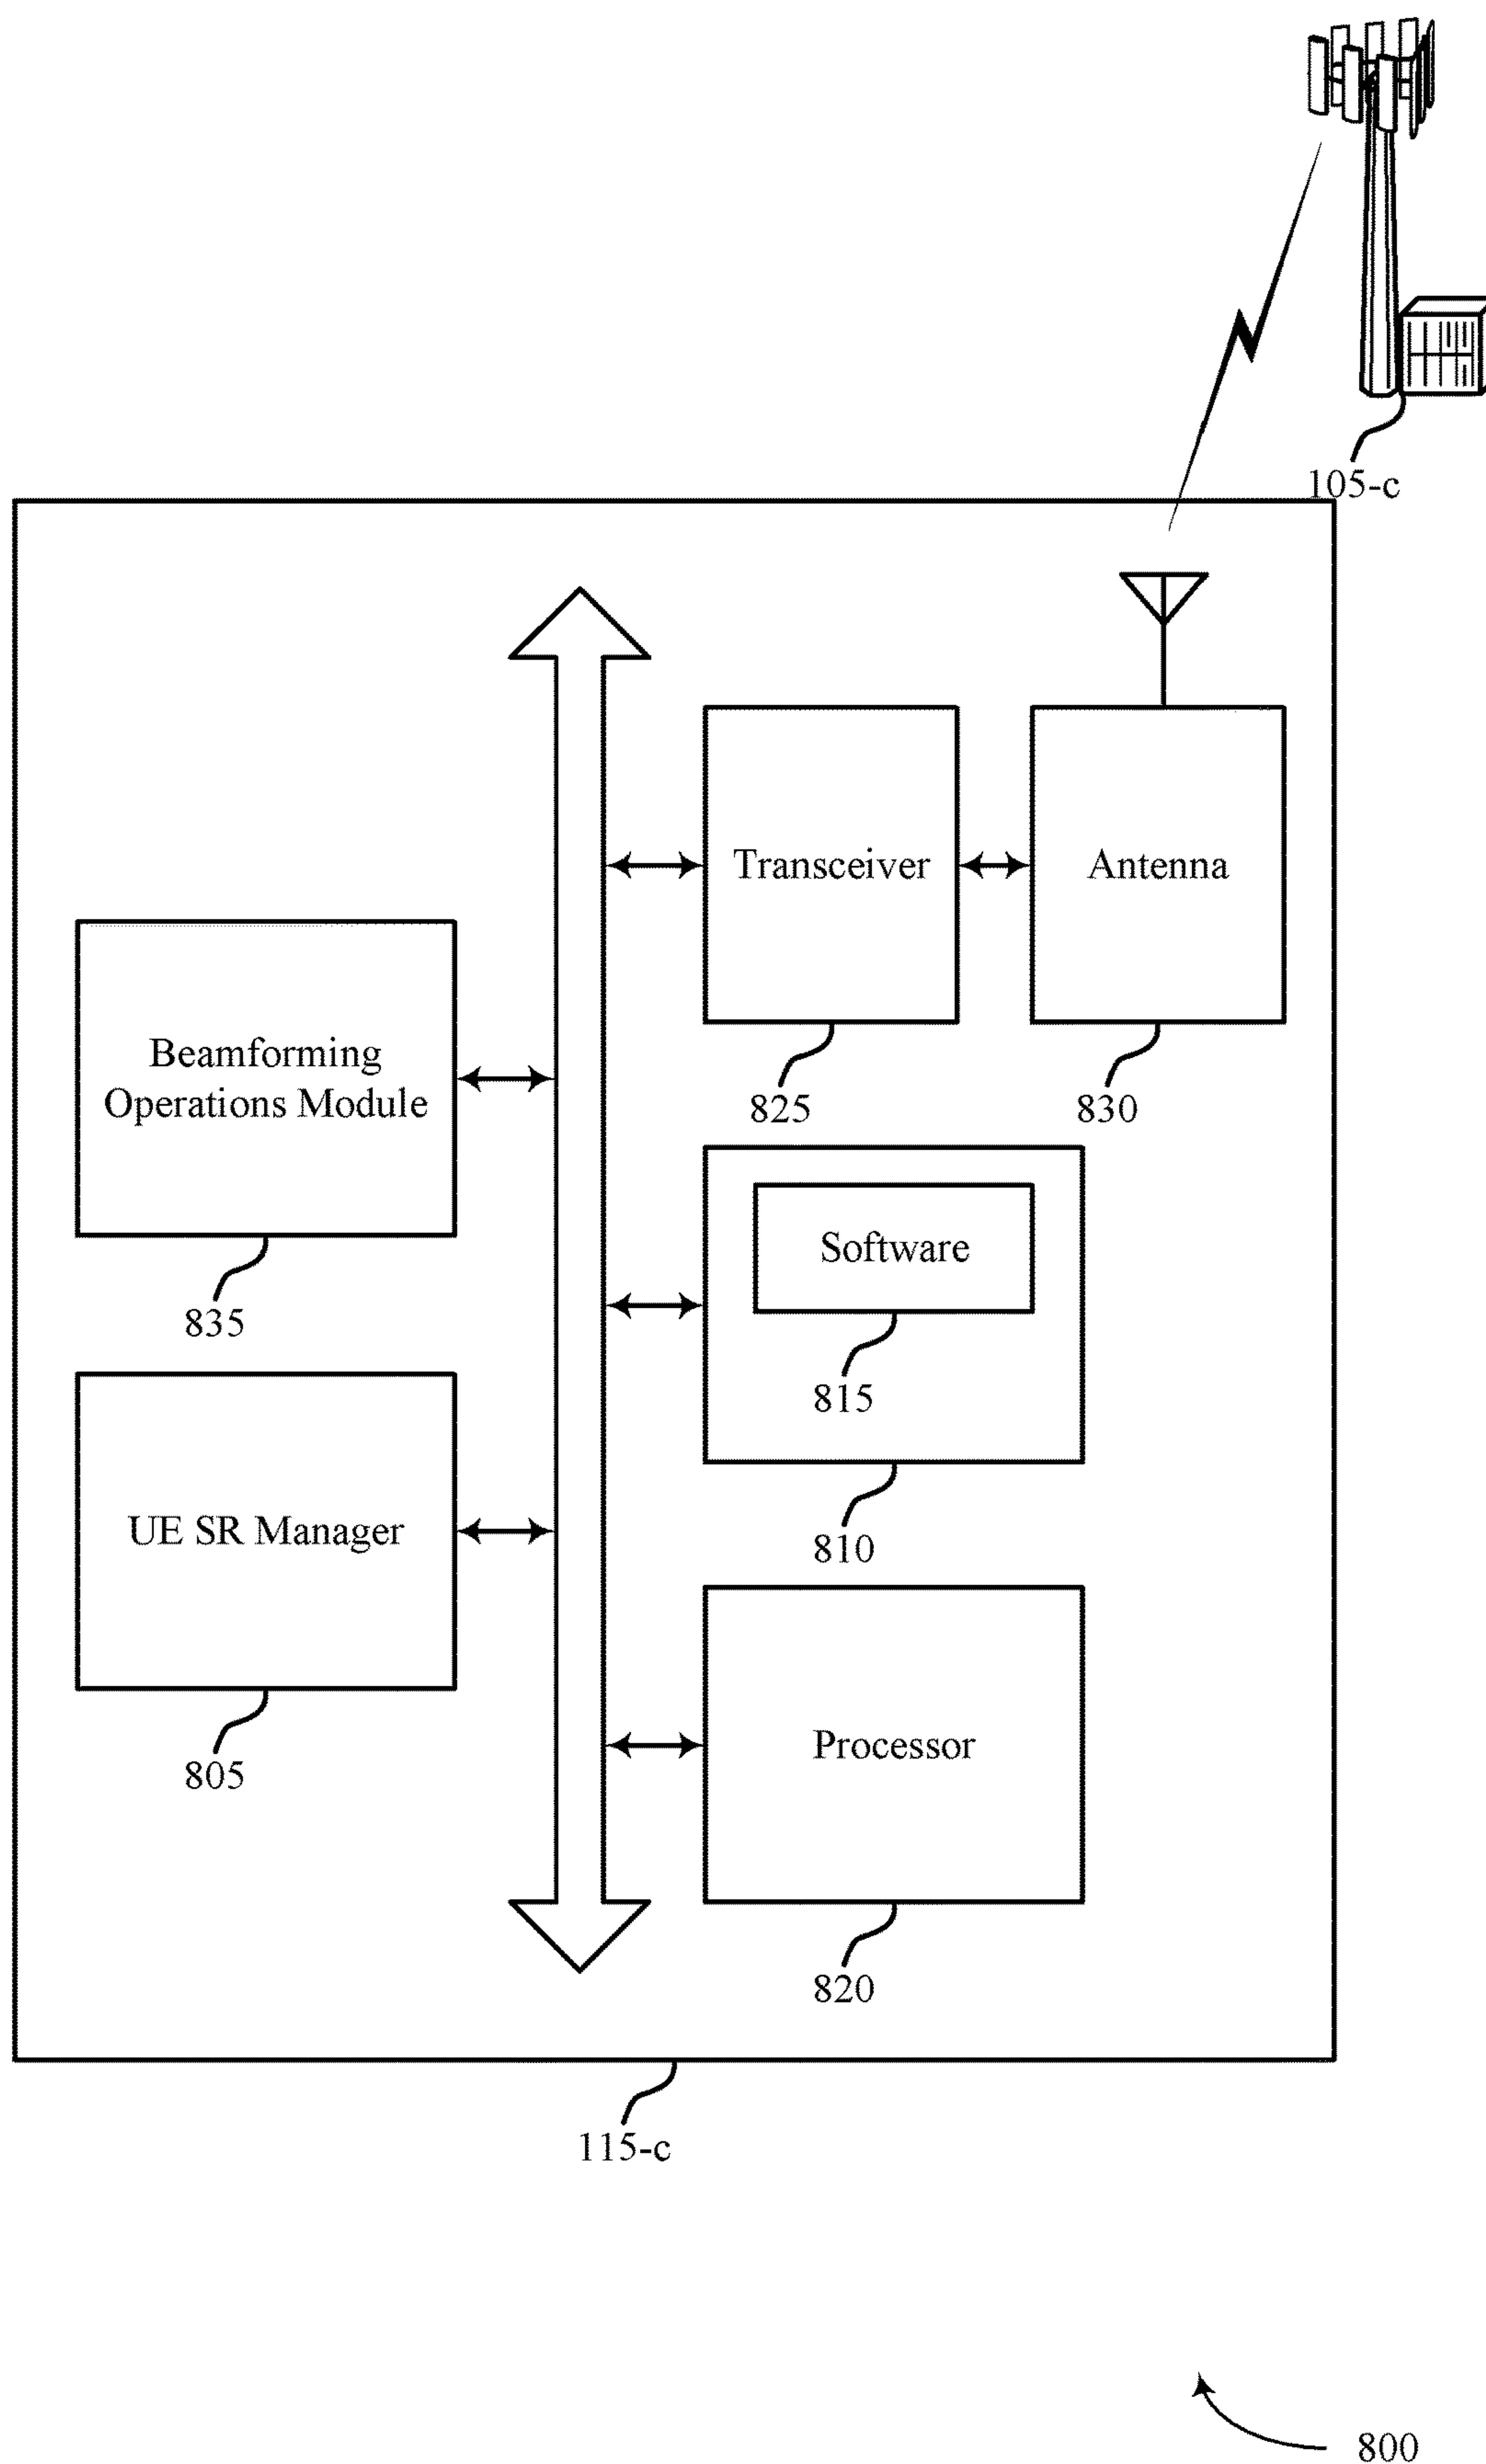 105-c
Transceiver
Antenna
825
830
Beamforming
Operations Module
835
Software
815
810
UE SR Manager
805
Processor
820
115-c
800